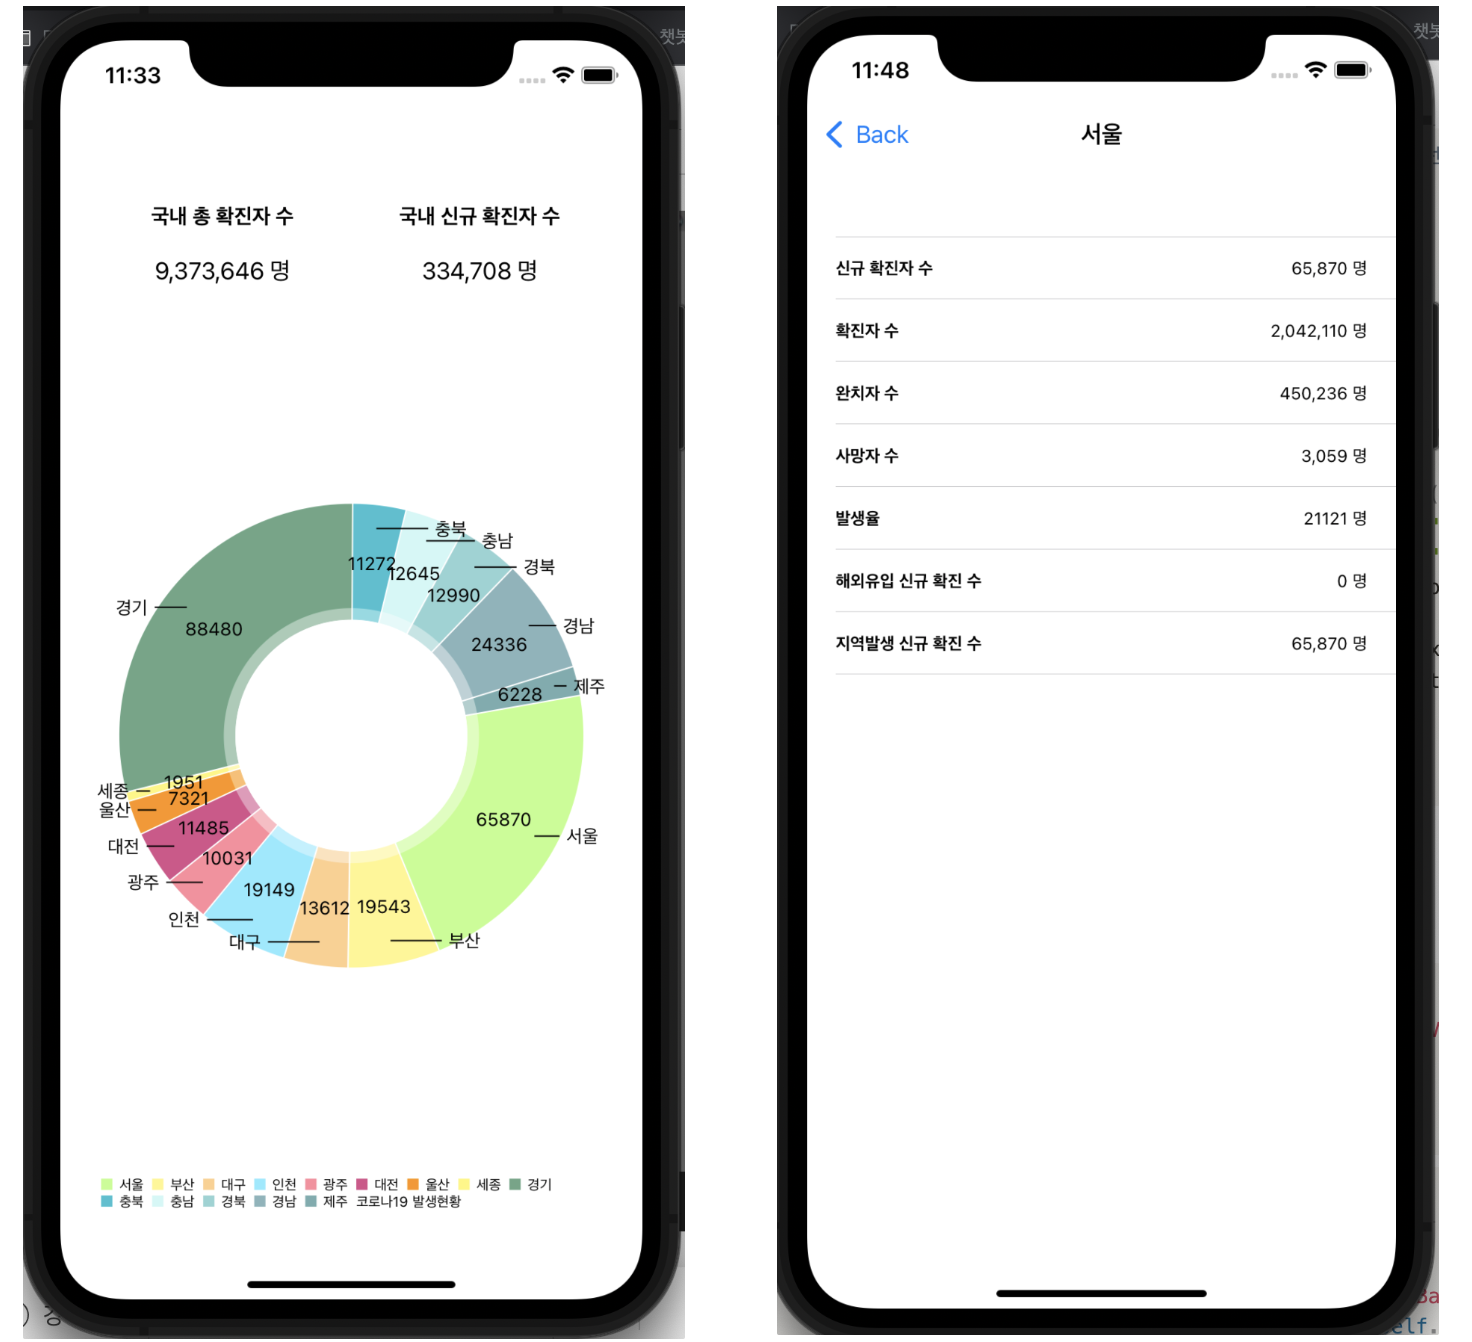 11:33
국내 총 확진자 수
국내 신규 확진자 수
9,373,646 명
334,708 명
충북
11272
충남
12645
경북
12990
경남
24336
제주
6228
경기
88480
세종
1951
울산
7321
대전
11485
광주
10031
인천
19149
대구
13612
부산
19543
서울
65870
서울 부산 대구 인천 광주 대전 울산 세종 경기
충북 충남 경북 경남 제주 코로나19 발생현황
11:48
Back
서울
신규 확진자 수 65,870 명
확진자 수 2,042,110 명
완치자 수 450,236 명
사망자 수 3,059 명
발생율 21121 명
해외유입 신규 확진 수 0 명
지역발생 신규 확진 수 65,870 명